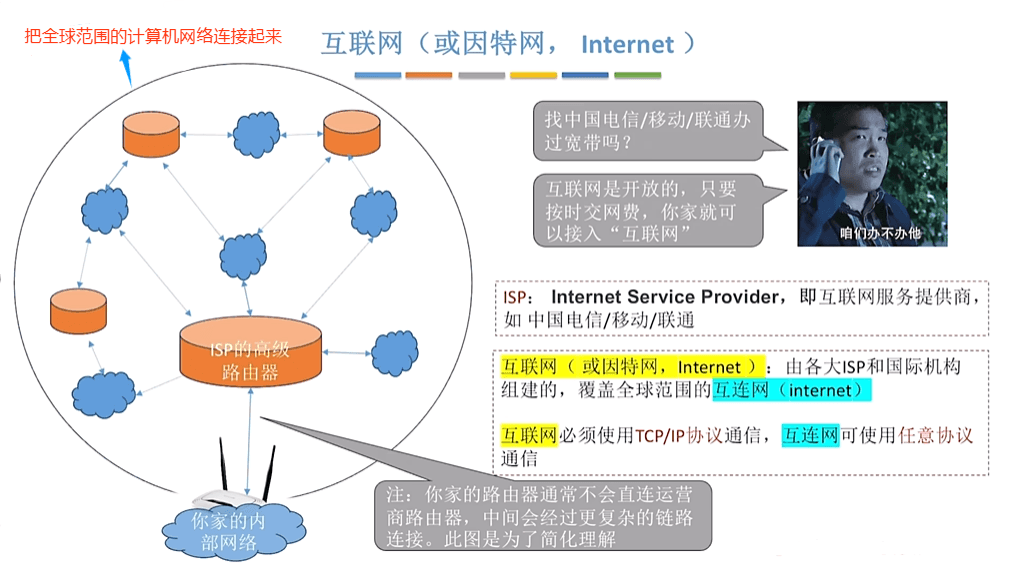 把全球范围的计算机网络连接起来
互联网（或因特网， Internet ）
找中国电信/移动/联通办
过宽带吗？
互联网是开放的，只要
按时交网费，你家就可
以接入“互联网”
咱们办不办他
ISP： Internet Service Provider，即互联网服务提供商，
如 中国电信/移动/联通
ISP的高级
路由器
互联网（ 或因特网，Internet ）：由各大ISP和国际机构
组建的，覆盖全球范围的互连网（internet）
互联网必须使用TCP/IP协议通信，互连网可使用任意协议
通信
注：你家的路由器通常不会直连运营
商路由器，中间会经过更复杂的链路
连接。此图是为了简化理解
你家的内
部网络